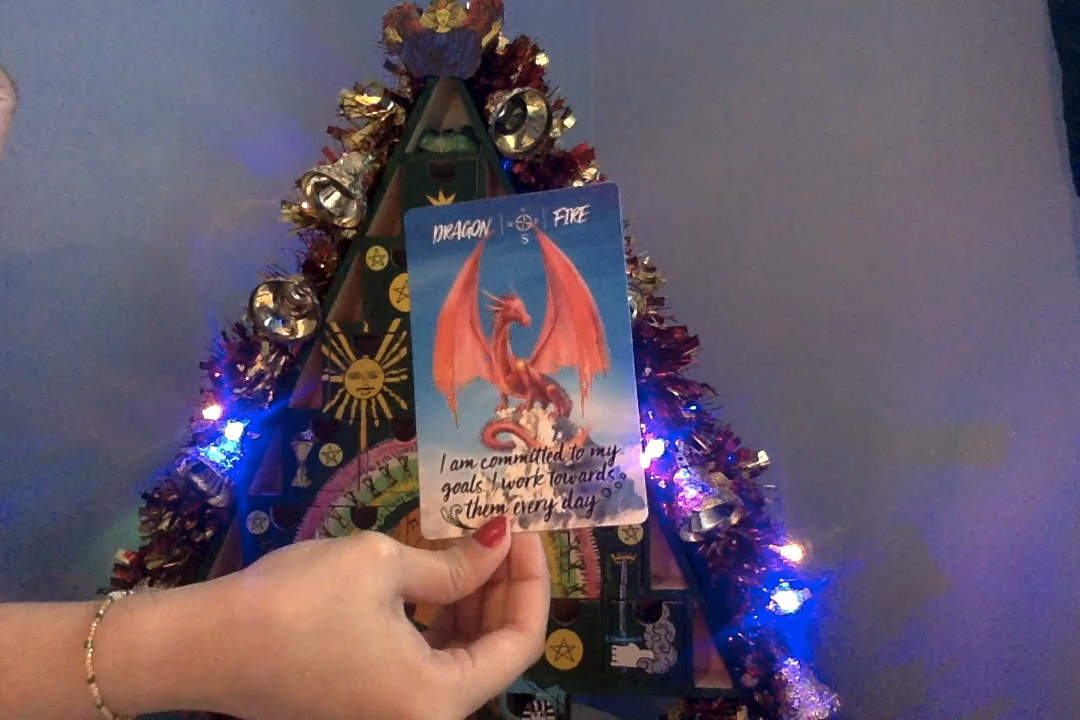 DRAGON S FIRE
I am committed to my
goals, I work towards
them every day